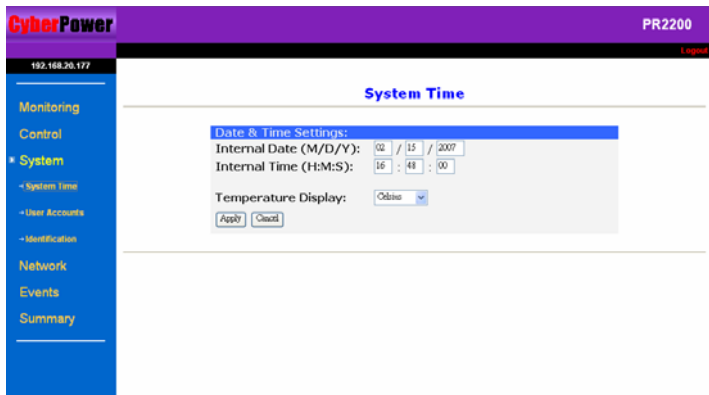 CyberPower
PR2200
Logout
192.168.20.177
Monitoring
Control
System
System Time
User Accounts
Identification
Network
Events
Summary
System Time
Date & Time Settings:
Internal Date (M/D/Y): 02 / 15 / 2007
Internal Time (H:M:S): 16 : 48 : 00
Temperature Display: Celsius
Apply Cancel